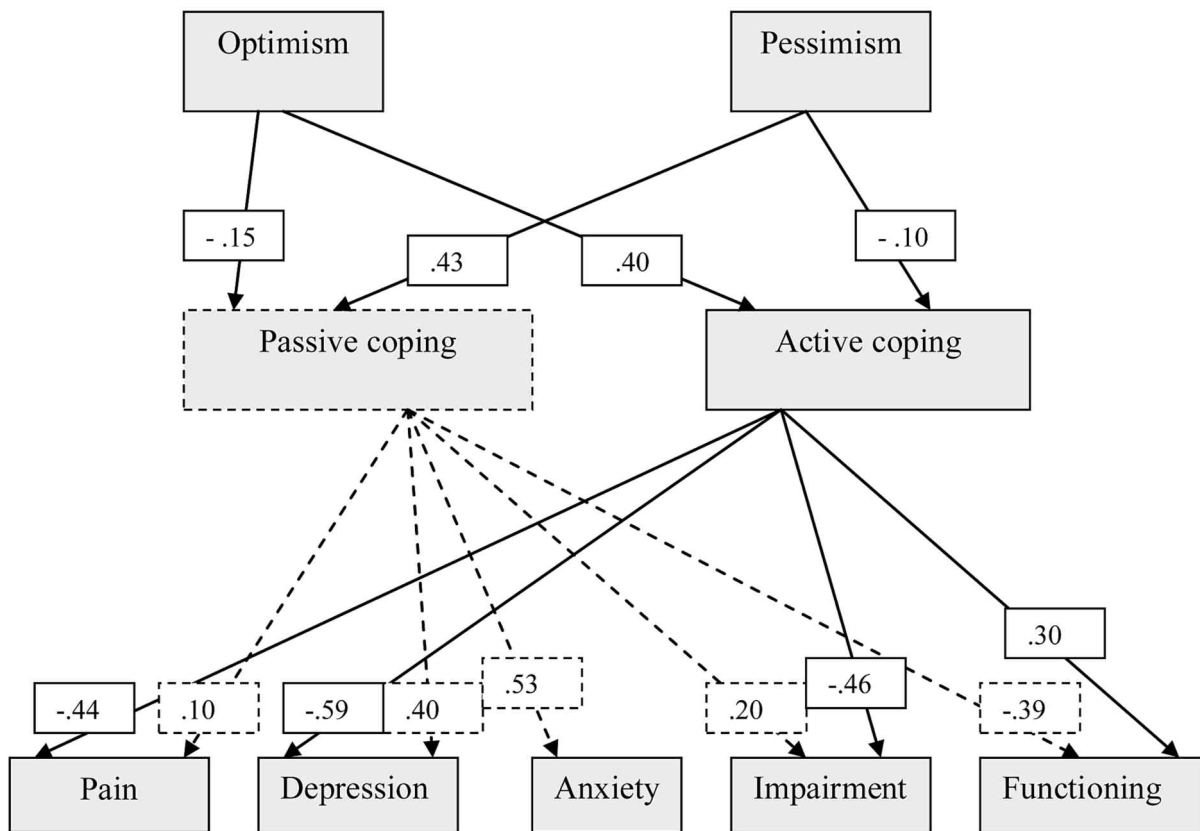 Optimism
Pessimism
- .15
.43
.40
- .10
Passive coping
Active coping
.30
-.44
.10
-.59
.40
.53
.20
-.46
-.39
Pain
Depression
Anxiety
Impairment
Functioning